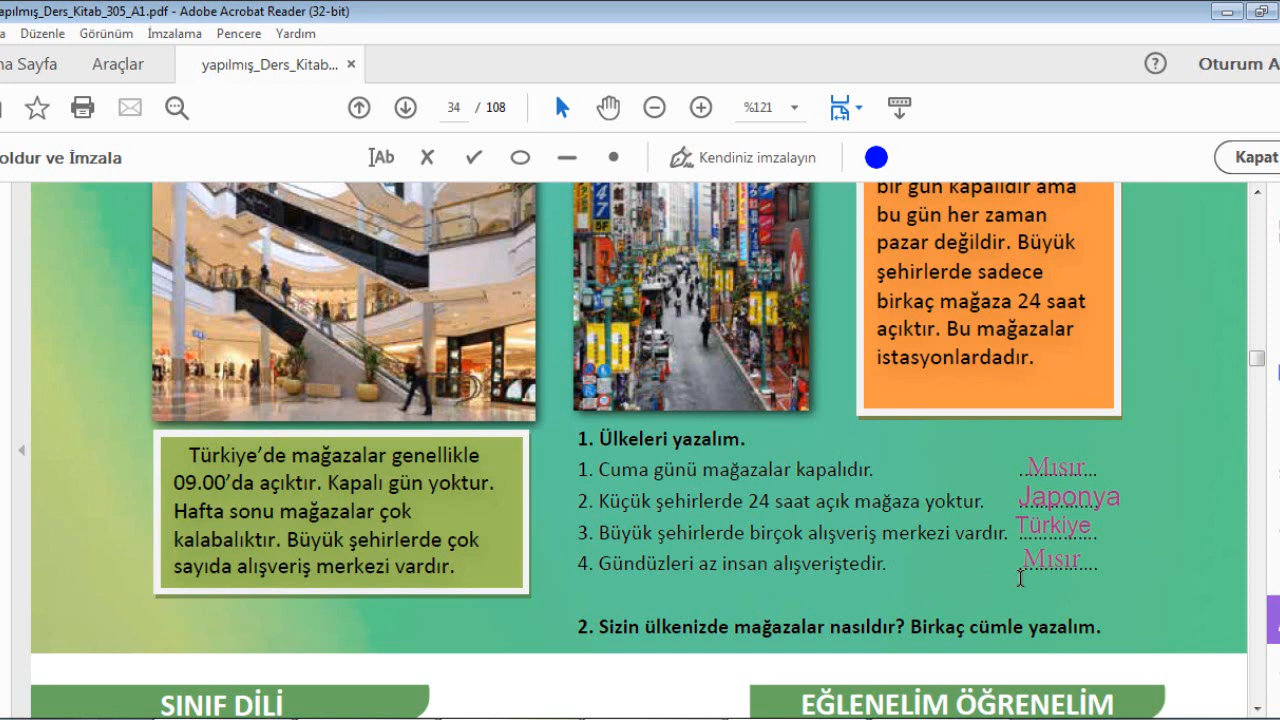 apılmış_Ders_Kitab_305_A1.pdf - Adobe Acrobat Reader (32-bit)
Düzenle Görünüm İmzalama Pencere Yardım
na Sayfa Araçlar yapılmış_Ders_Kitab... × ? Oturum A
34 / 108 %121
oldur ve İmzala Ab Kendiniz imzalayın Kapat
47
5F
bir gün kapalıdır ama
bu gün her zaman
pazar değildir. Büyük
şehirlerde sadece
birkaç mağaza 24 saat
açıktır. Bu mağazalar
istasyonlardadır.
Türkiye’de mağazalar genellikle
09.00’da açıktır. Kapalı gün yoktur.
Hafta sonu mağazalar çok
kalabalıktır. Büyük şehirlerde çok
sayıda alışveriş merkezi vardır.
1. Ülkeleri yazalım.
1. Cuma günü mağazalar kapalıdır. Mısır
2. Küçük şehirlerde 24 saat açık mağaza yoktur. Japonya
3. Büyük şehirlerde birçok alışveriş merkezi vardır. Türkiye
4. Gündüzleri az insan alışveriştedir. Mısır
2. Sizin ülkenizde mağazalar nasıldır? Birkaç cümle yazalım.
SINIF DİLİ
EĞLENELİM ÖĞRENELİM